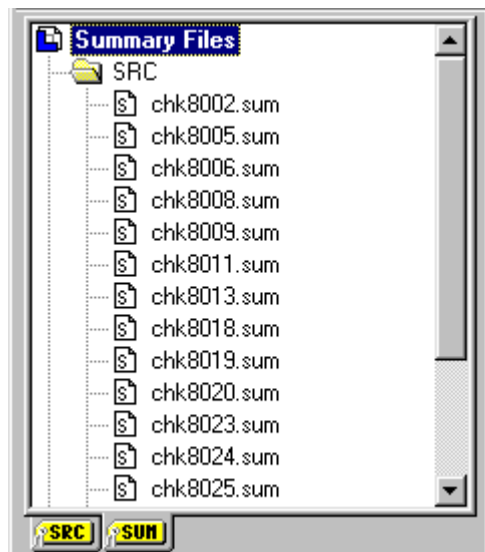 Summary Files
SRC
chk8002.sum
chk8005.sum
chk8006.sum
chk8008.sum
chk8009.sum
chk8011.sum
chk8013.sum
chk8018.sum
chk8019.sum
chk8020.sum
chk8023.sum
chk8024.sum
chk8025.sum
SRC SUM